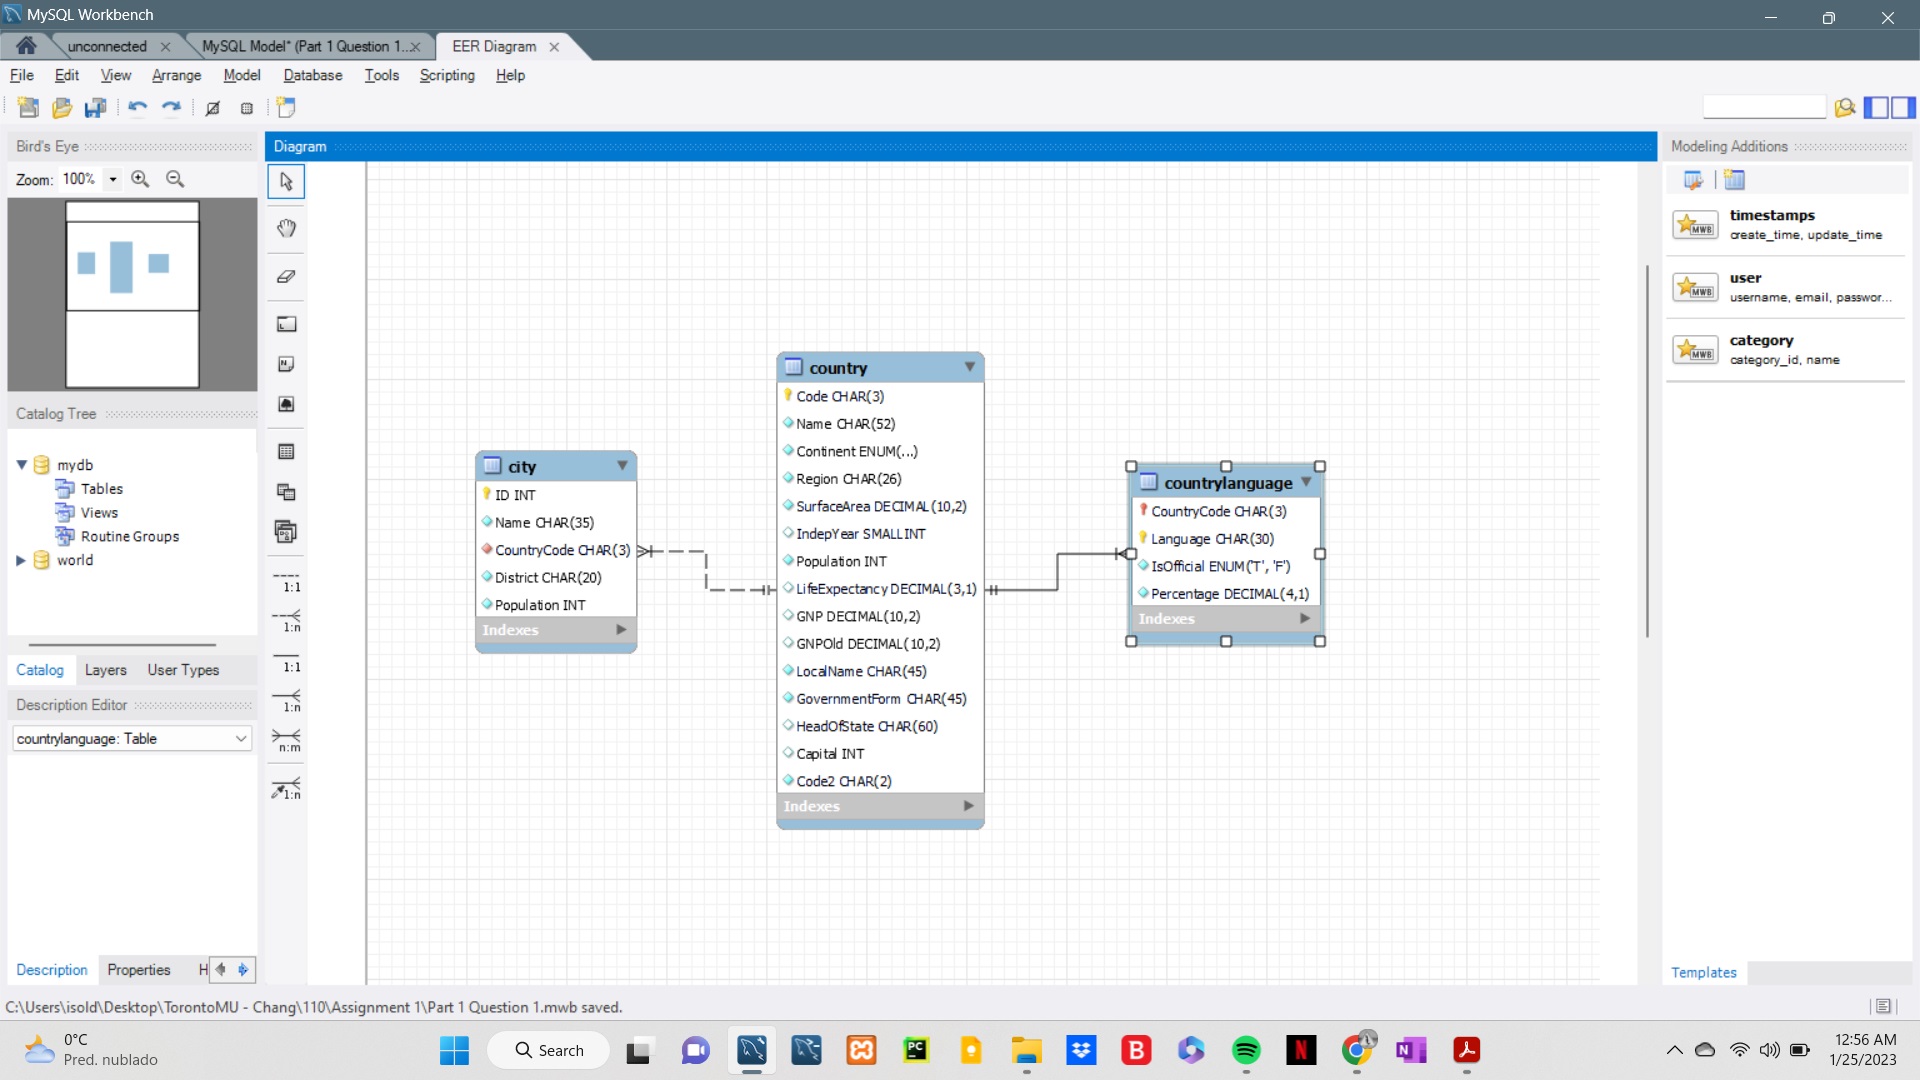 MySQL Workbench
unconnected
MySQL Model* (Part 1 Question 1...
EER Diagram
File Edit View Arrange Model Database Tools Scripting Help
Bird's Eye
Zoom: 100%
Catalog Tree
mydb
Tables
Views
Routine Groups
world
Catalog Layers User Types
Description Editor
countrylanguage: Table
Description Properties H
1:1
1:n
1:1
1:n
n:m
1:n
Diagram
city
ID INT
Name CHAR(35)
CountryCode CHAR(3)
District CHAR(20)
Population INT
Indexes
country
Code CHAR(3)
Name CHAR(52)
Continent ENUM(...)
Region CHAR(26)
SurfaceArea DECIMAL(10,2)
IndepYear SMALLINT
Population INT
LifeExpectancy DECIMAL(3,1)
GNP DECIMAL(10,2)
GNPOld DECIMAL(10,2)
LocalName CHAR(45)
GovernmentForm CHAR(45)
HeadOfState CHAR(60)
Capital INT
Code2 CHAR(2)
Indexes
countrylanguage
CountryCode CHAR(3)
Language CHAR(30)
IsOfficial ENUM('T', 'F')
Percentage DECIMAL(4,1)
Indexes
Modeling Additions
MWB
timestamps
create_time, update_time
MWB
user
username, email, passwor...
MWB
category
category_id, name
Templates
C:\Users\isold\Desktop\TorontoMU - Chang\110\Assignment 1\Part 1 Question 1.mwb saved.
0°C
Pred. nublado
Search
PC
B
N
N
12:56 AM
1/25/2023